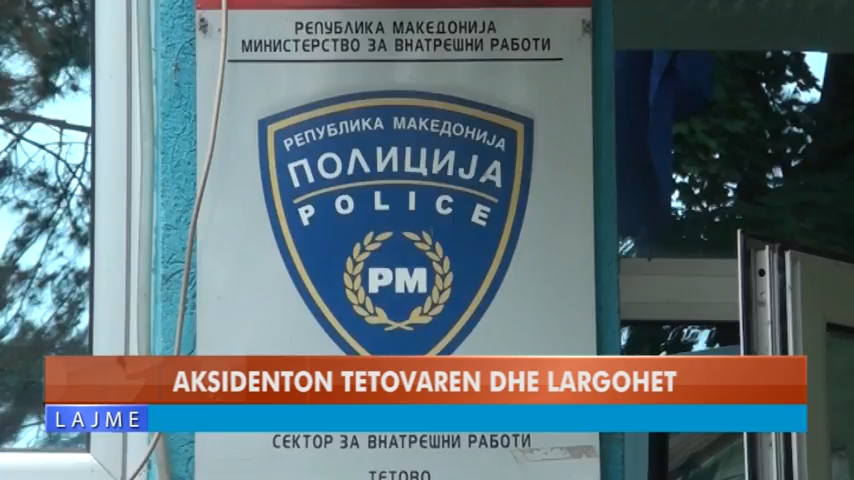 РЕПУБЛИКА МАКЕДОНИЈА
МИНИСТЕРСТВО ЗА ВНАТРЕШНИ РАБОТИ
РЕПУБЛИКА МАКЕДОНИЈА
ПОЛИЦИЈА
POLICE
РМ
AKSIDENTON TETOVAREN DHE LARGOHET
LAJME
СЕКТОР ЗА ВНАТРЕШНИ РАБОТИ
ТЕТОВО